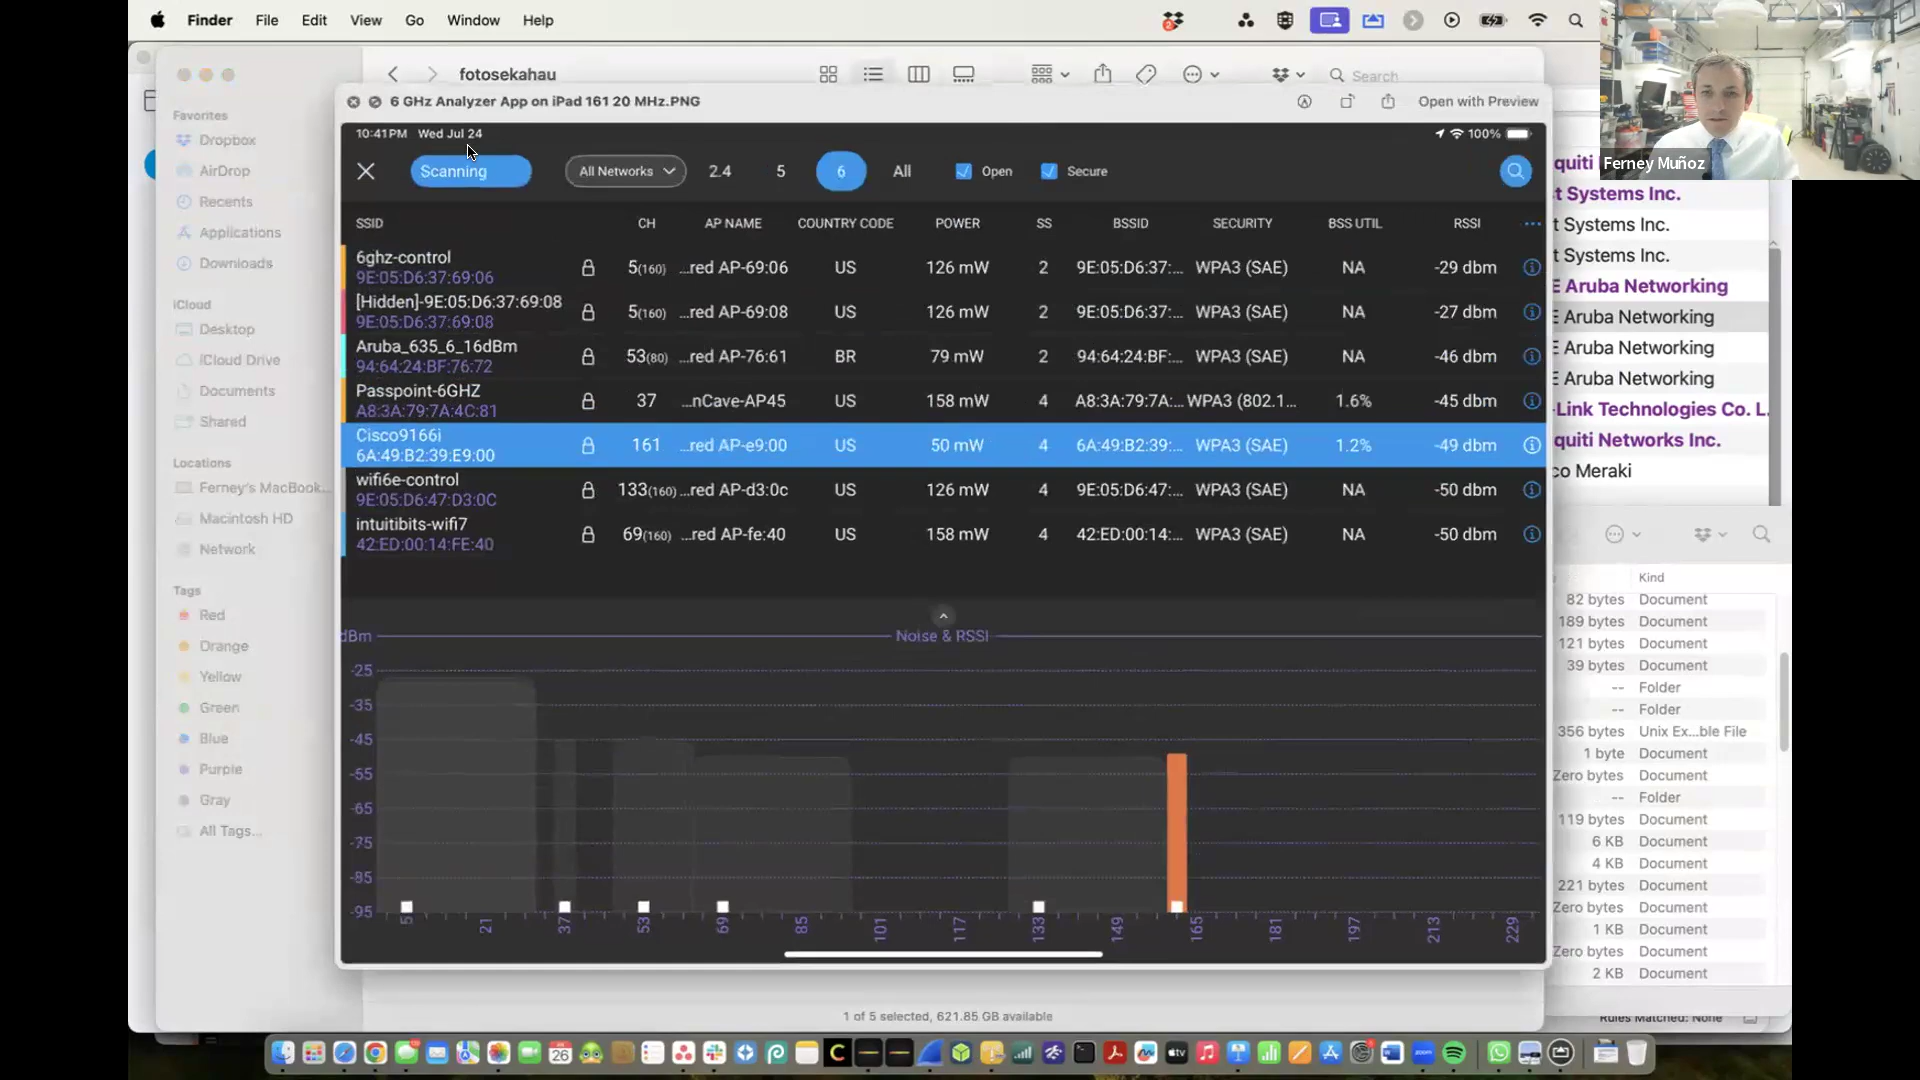 Finder File Edit View Go Window Help
fotosekahau
Search
6 GHz Analyzer App on iPad 161 20 MHz.PNG
Open with Preview
Ferney Muñoz
Favorites
Dropbox
AirDrop
Recents
Applications
Downloads
iCloud
Desktop
iCloud Drive
Documents
Shared
Locations
Ferney's MacBook...
Macintosh HD
Network
Tags
Red
Orange
Yellow
Green
Blue
Purple
Gray
All Tags...
10:41PM Wed Jul 24
100%
Scanning All Networks 2.4 5 6 All Open Secure
SSID CH AP NAME COUNTRY CODE POWER SS BSSID SECURITY BSS UTIL RSSI
6ghz-control
9E:05:D6:37:69:06
5(160) ...red AP-69:06 US 126 mW 2 9E:05:D6:37:... WPA3 (SAE) NA -29 dbm
[Hidden]-9E:05:D6:37:69:08
9E:05:D6:37:69:08
5(160) ...red AP-69:08 US 126 mW 2 9E:05:D6:37:... WPA3 (SAE) NA -27 dbm
Aruba_635_6_16dBm
94:64:24:BF:76:72
53(80) ...red AP-76:61 BR 79 mW 2 94:64:24:BF:... WPA3 (SAE) NA -46 dbm
Passpoint-6GHZ
A8:3A:79:7A:4C:81
37 ...nCave-AP45 US 158 mW 4 A8:3A:79:7A:... WPA3 (802.1... 1.6% -45 dbm
Cisco9166i
6A:49:B2:39:E9:00
161 ...red AP-e9:00 US 50 mW 4 6A:49:B2:39:... WPA3 (SAE) 1.2% -49 dbm
wifi6e-control
9E:05:D6:47:D3:0C
133(160) ...red AP-d3:0c US 126 mW 4 9E:05:D6:47:... WPA3 (SAE) NA -50 dbm
intuitibits-wifi7
42:ED:00:14:FE:40
69(160) ...red AP-fe:40 US 158 mW 4 42:ED:00:14:... WPA3 (SAE) NA -50 dbm
dBm Noise & RSSI
-25
-35
-45
-55
-65
-75
-85
-95
5 21 37 53 69 85 101 117 133 149 165 181 197 213 229
1 of 5 selected, 621.85 GB available
quiti
t Systems Inc.
t Systems Inc.
t Systems Inc.
E Aruba Networking
E Aruba Networking
E Aruba Networking
E Aruba Networking
-Link Technologies Co. L.
quiti Networks Inc.
co Meraki
Kind
82 bytes Document
189 bytes Document
121 bytes Document
39 bytes Document
-- Folder
-- Folder
356 bytes Unix Ex...ble File
1 byte Document
Zero bytes Document
-- Folder
119 bytes Document
6 KB Document
4 KB Document
221 bytes Document
Zero bytes Document
1 KB Document
Zero bytes Document
2 KB Document
Rules Matched: None
26